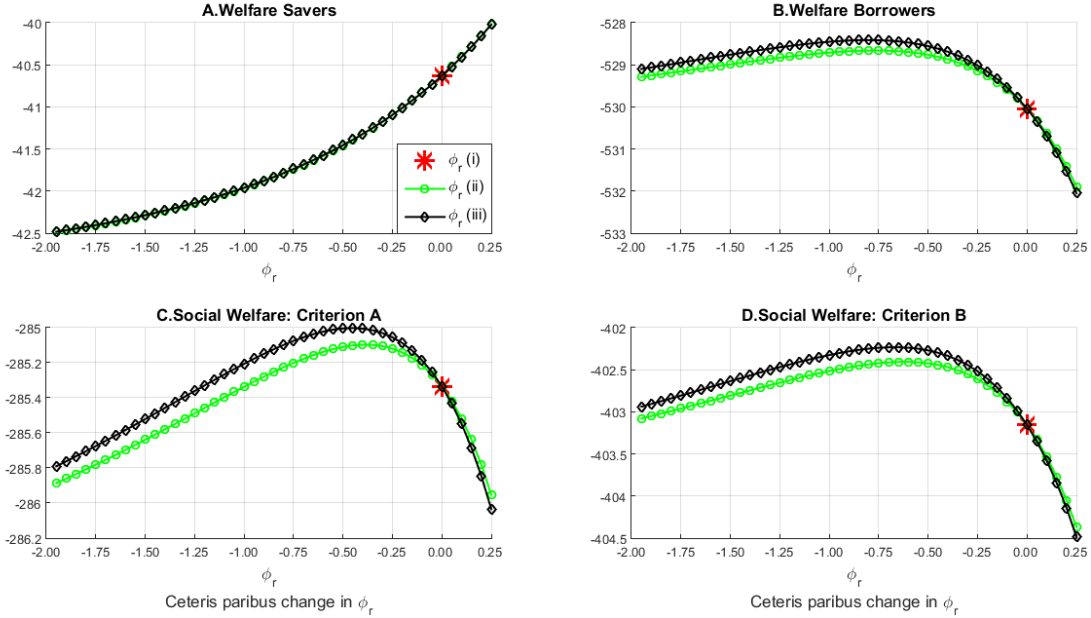 A.Welfare Savers
-40
-40.5
-41
-41.5
-42
-42.5
-2.00 -1.75 -1.50 -1.25 -1.00 -0.75 -0.50 -0.25 0.00 0.25
ϕr
ϕr (i)
ϕr (ii)
ϕr (iii)
B.Welfare Borrowers
-528
-529
-530
-531
-532
-533
-2.00 -1.75 -1.50 -1.25 -1.00 -0.75 -0.50 -0.25 0.00 0.25
ϕr
C.Social Welfare: Criterion A
-285
-285.2
-285.4
-285.6
-285.8
-286
-286.2
-2.00 -1.75 -1.50 -1.25 -1.00 -0.75 -0.50 -0.25 0.00 0.25
ϕr
Ceteris paribus change in ϕr
D.Social Welfare: Criterion B
-402
-402.5
-403
-403.5
-404
-404.5
-2.00 -1.75 -1.50 -1.25 -1.00 -0.75 -0.50 -0.25 0.00 0.25
ϕr
Ceteris paribus change in ϕr